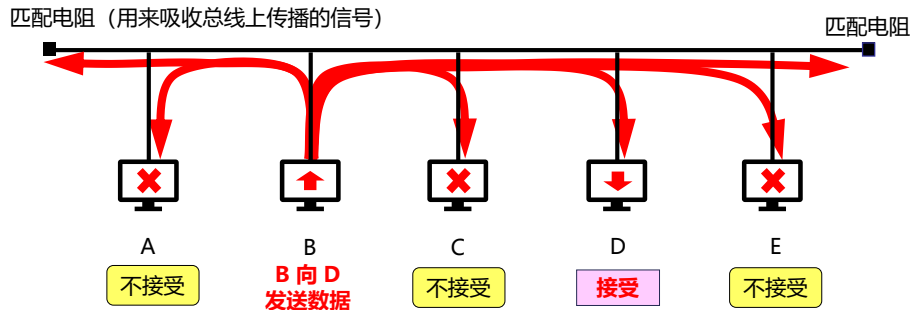 匹配电阻（用来吸收总线上传播的信号）
匹配电阻
A
B
C
D
E
不接受
B 向 D
发送数据
不接受
接受
不接受